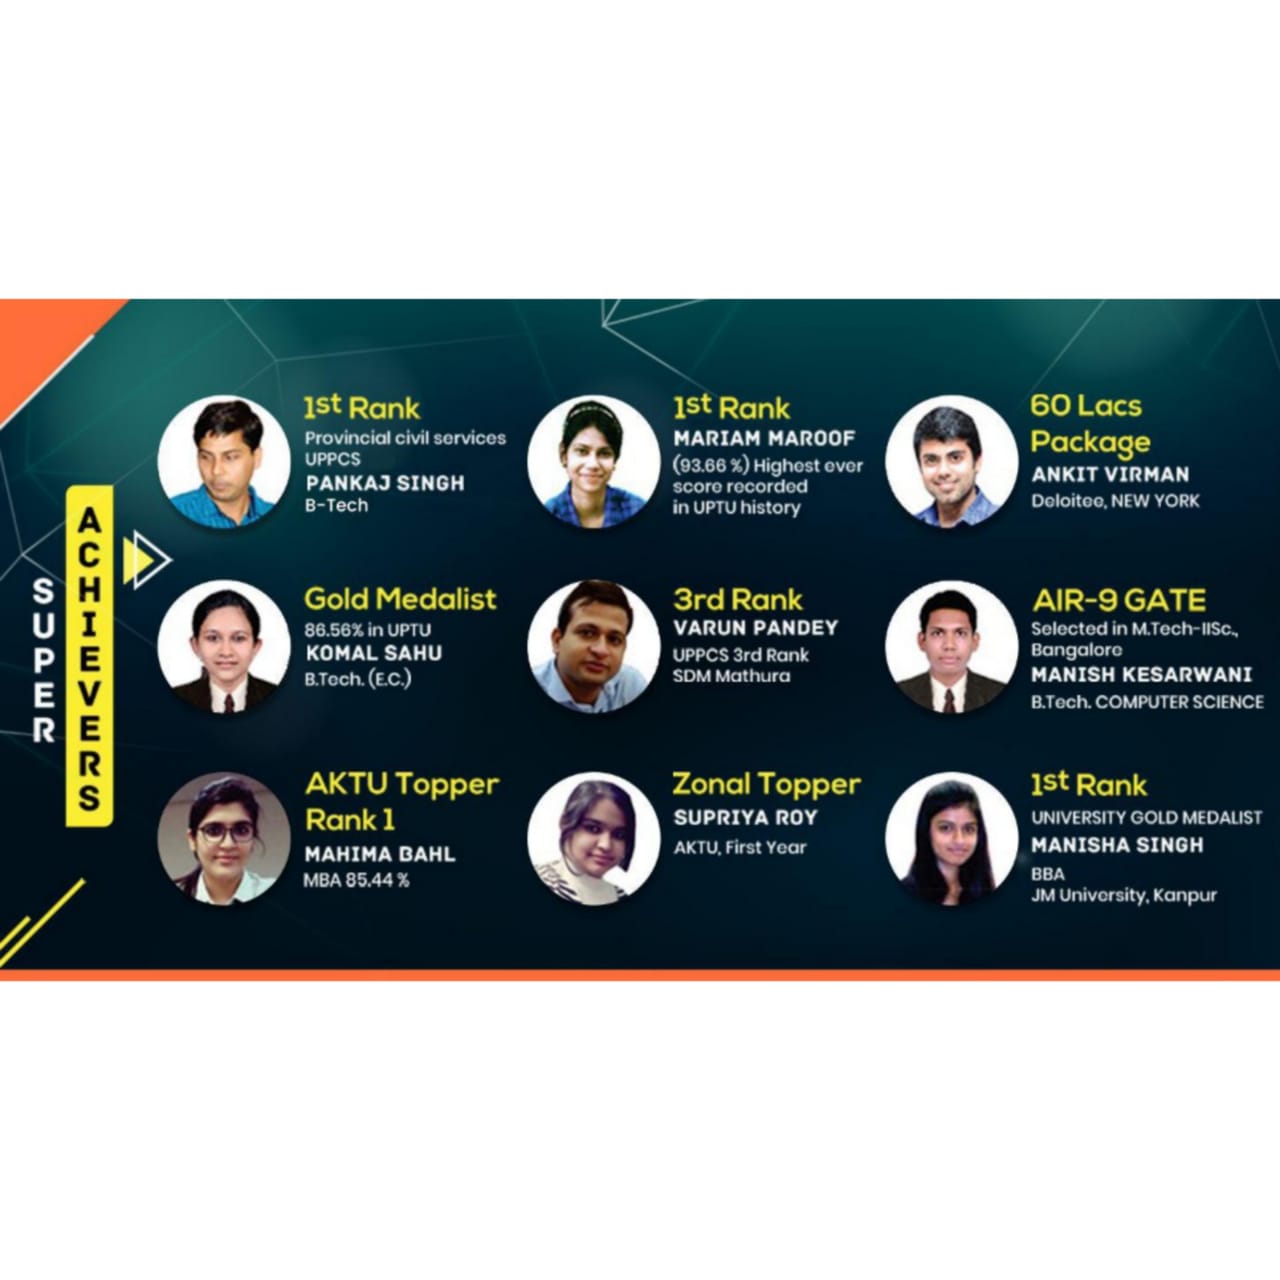 SUPER
ACHIEVERS
1st Rank
Provincial civil services
UPPCS
PANKAJ SINGH
B-Tech
1st Rank
MARIAM MAROOF
(93.66 %) Highest ever
score recorded
in UPTU history
60 Lacs
Package
ANKIT VIRMAN
Deloitee, NEW YORK
Gold Medalist
86.56% in UPTU
KOMAL SAHU
B.Tech. (E.C.)
3rd Rank
VARUN PANDEY
UPPCS 3rd Rank
SDM Mathura
AIR-9 GATE
Selected in M.Tech-IISc.,
Bangalore
MANISH KESARWANI
B.Tech. COMPUTER SCIENCE
AKTU Topper
Rank 1
MAHIMA BAHL
MBA 85.44 %
Zonal Topper
SUPRIYA ROY
AKTU, First Year
1st Rank
UNIVERSITY GOLD MEDALIST
MANISHA SINGH
BBA
JM University, Kanpur